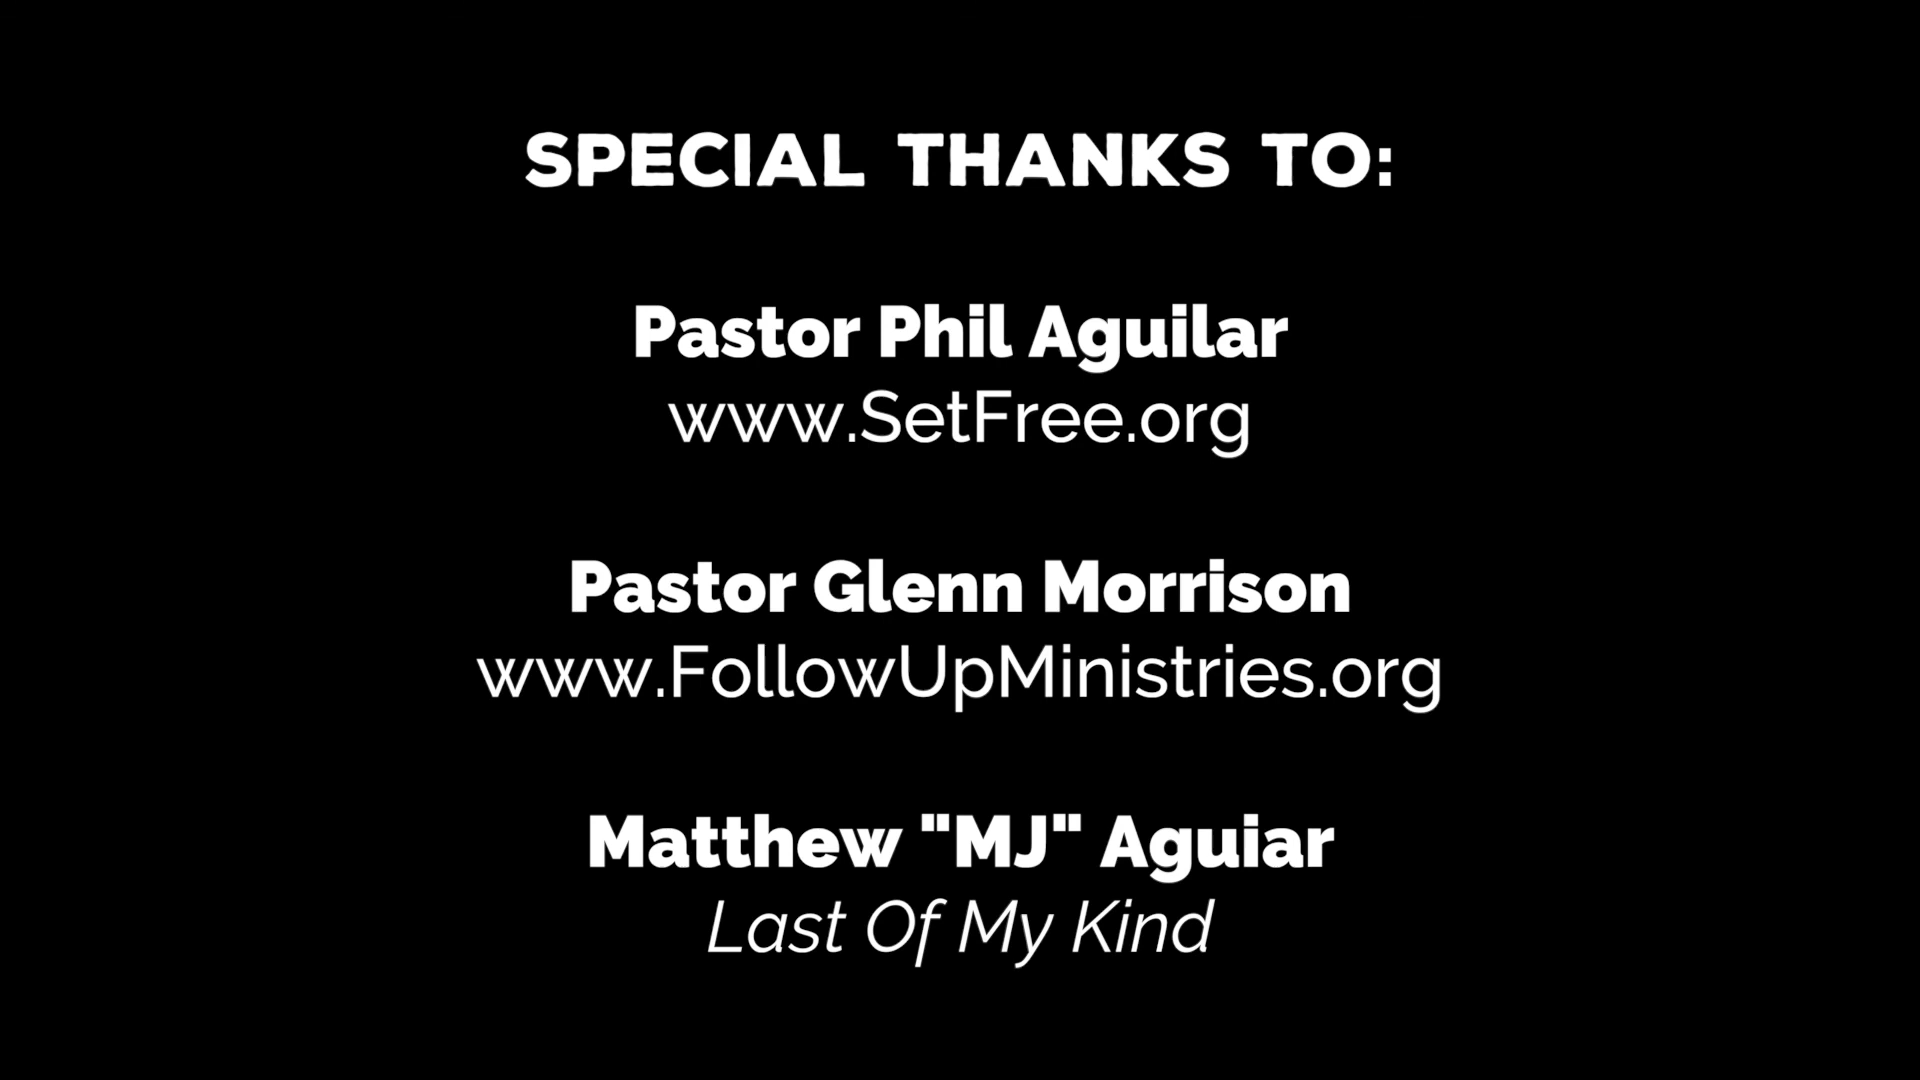 SPECIAL THANKS TO:
Pastor Phil Aguilar
www.SetFree.org
Pastor Glenn Morrison
www.FollowUpMinistries.org
Matthew "MJ" Aguiar
Last Of My Kind